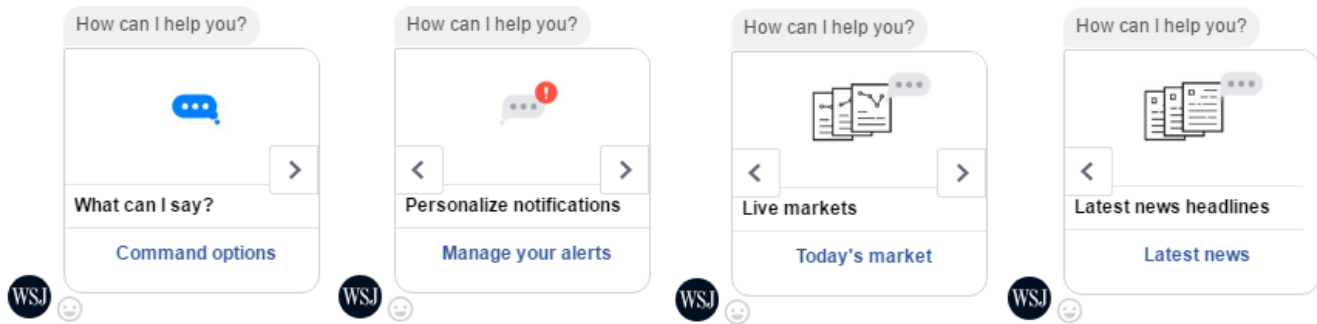 How can I help you?
What can I say?
Command options
WSJ
How can I help you?
Personalize notifications
Manage your alerts
WSJ
How can I help you?
Live markets
Today's market
WSJ
How can I help you?
Latest news headlines
Latest news
WSJ